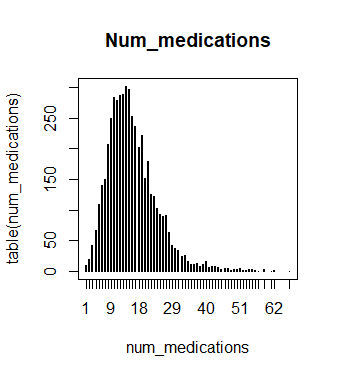 Num_medications
table(num_medications)
250
150
50
0
1 9 18 29 40 51 62
num_medications